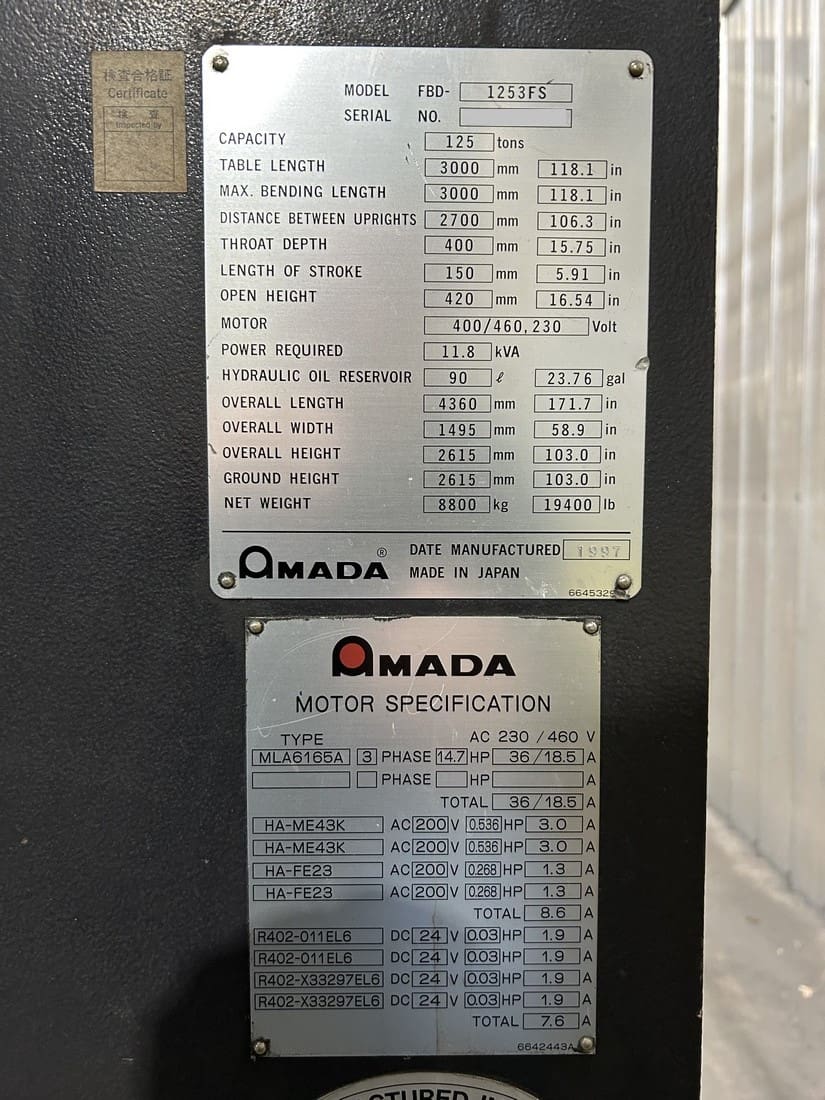 検査合格証
Certificate
検 査
Inspected by
MODEL FBD- 1253FS
SERIAL NO.
CAPACITY 125 tons
TABLE LENGTH 3000 mm 118.1 in
MAX. BENDING LENGTH 3000 mm 118.1 in
DISTANCE BETWEEN UPRIGHTS 2700 mm 106.3 in
THROAT DEPTH 400 mm 15.75 in
LENGTH OF STROKE 150 mm 5.91 in
OPEN HEIGHT 420 mm 16.54 in
MOTOR 400/460,230 Volt
POWER REQUIRED 11.8 kVA
HYDRAULIC OIL RESERVOIR 90 ℓ 23.76 gal
OVERALL LENGTH 4360 mm 171.7 in
OVERALL WIDTH 1495 mm 58.9 in
OVERALL HEIGHT 2615 mm 103.0 in
GROUND HEIGHT 2615 mm 103.0 in
NET WEIGHT 8800 kg 19400 lb
AMADA® DATE MANUFACTURED 1997
MADE IN JAPAN
AMADA
MOTOR SPECIFICATION
TYPE AC 230 / 460 V
MLA6165A 3 PHASE 14.7 HP 36/18.5 A
PHASE HP A
TOTAL 36/18.5 A
HA-ME43K AC 200 V 0.536 HP 3.0 A
HA-ME43K AC 200 V 0.536 HP 3.0 A
HA-FE23 AC 200 V 0.268 HP 1.3 A
HA-FE23 AC 200 V 0.268 HP 1.3 A
TOTAL 8.6 A
R402-011EL6 DC 24 V 0.03 HP 1.9 A
R402-011EL6 DC 24 V 0.03 HP 1.9 A
R402-X33297EL6 DC 24 V 0.03 HP 1.9 A
R402-X33297EL6 DC 24 V 0.03 HP 1.9 A
TOTAL 7.6 A
6642443A